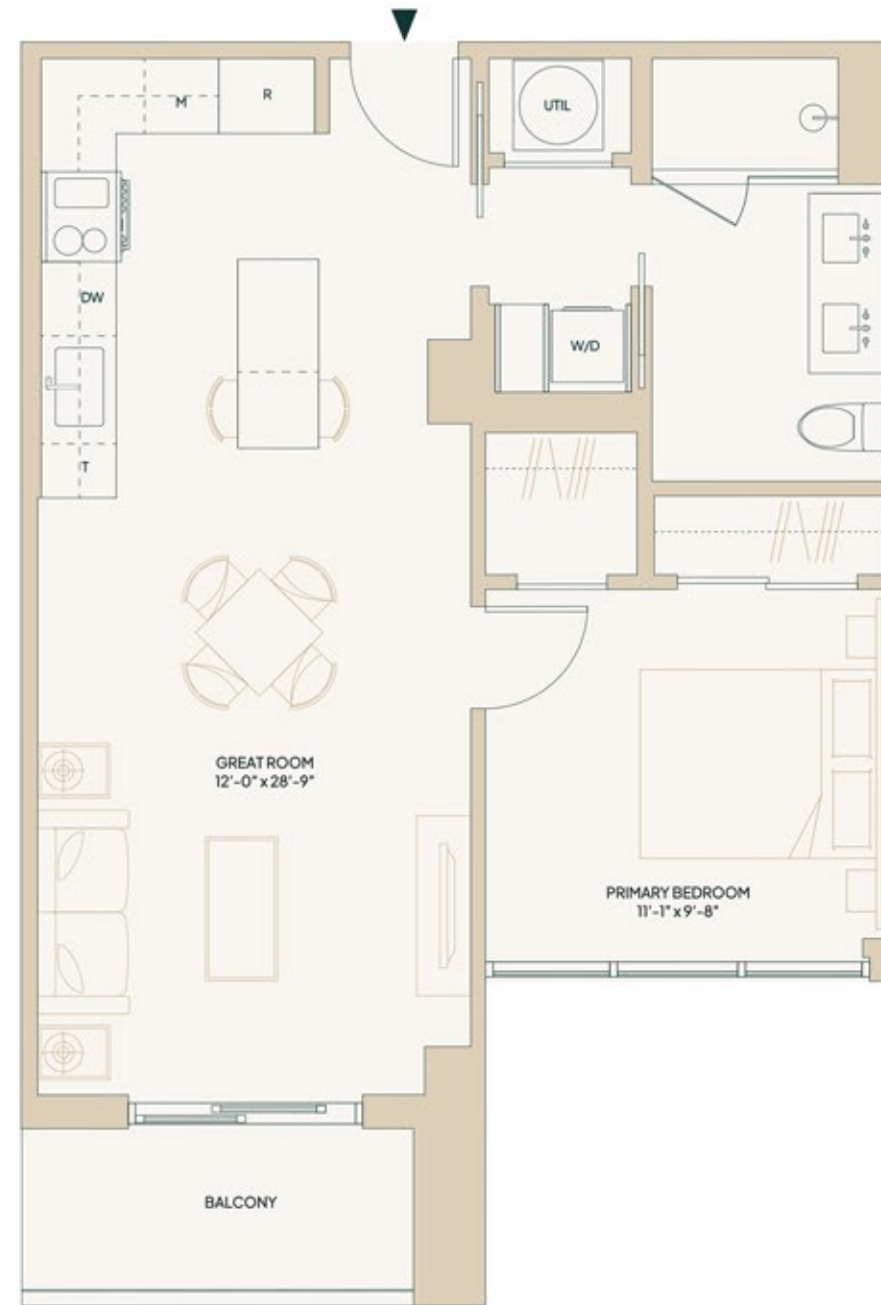 M
R
UTIL
DW
W/D
T
GREAT ROOM
12'-0" x 28'-9"
PRIMARY BEDROOM
11'-1" x 9'-8"
BALCONY